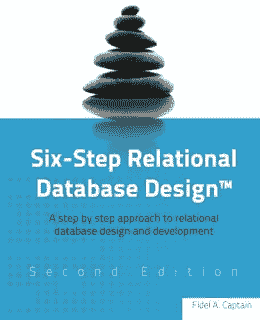 Six-Step Relational
Database Design™
A step by step approach to relational
database design and development
Second Edition
Fidel A. Captain